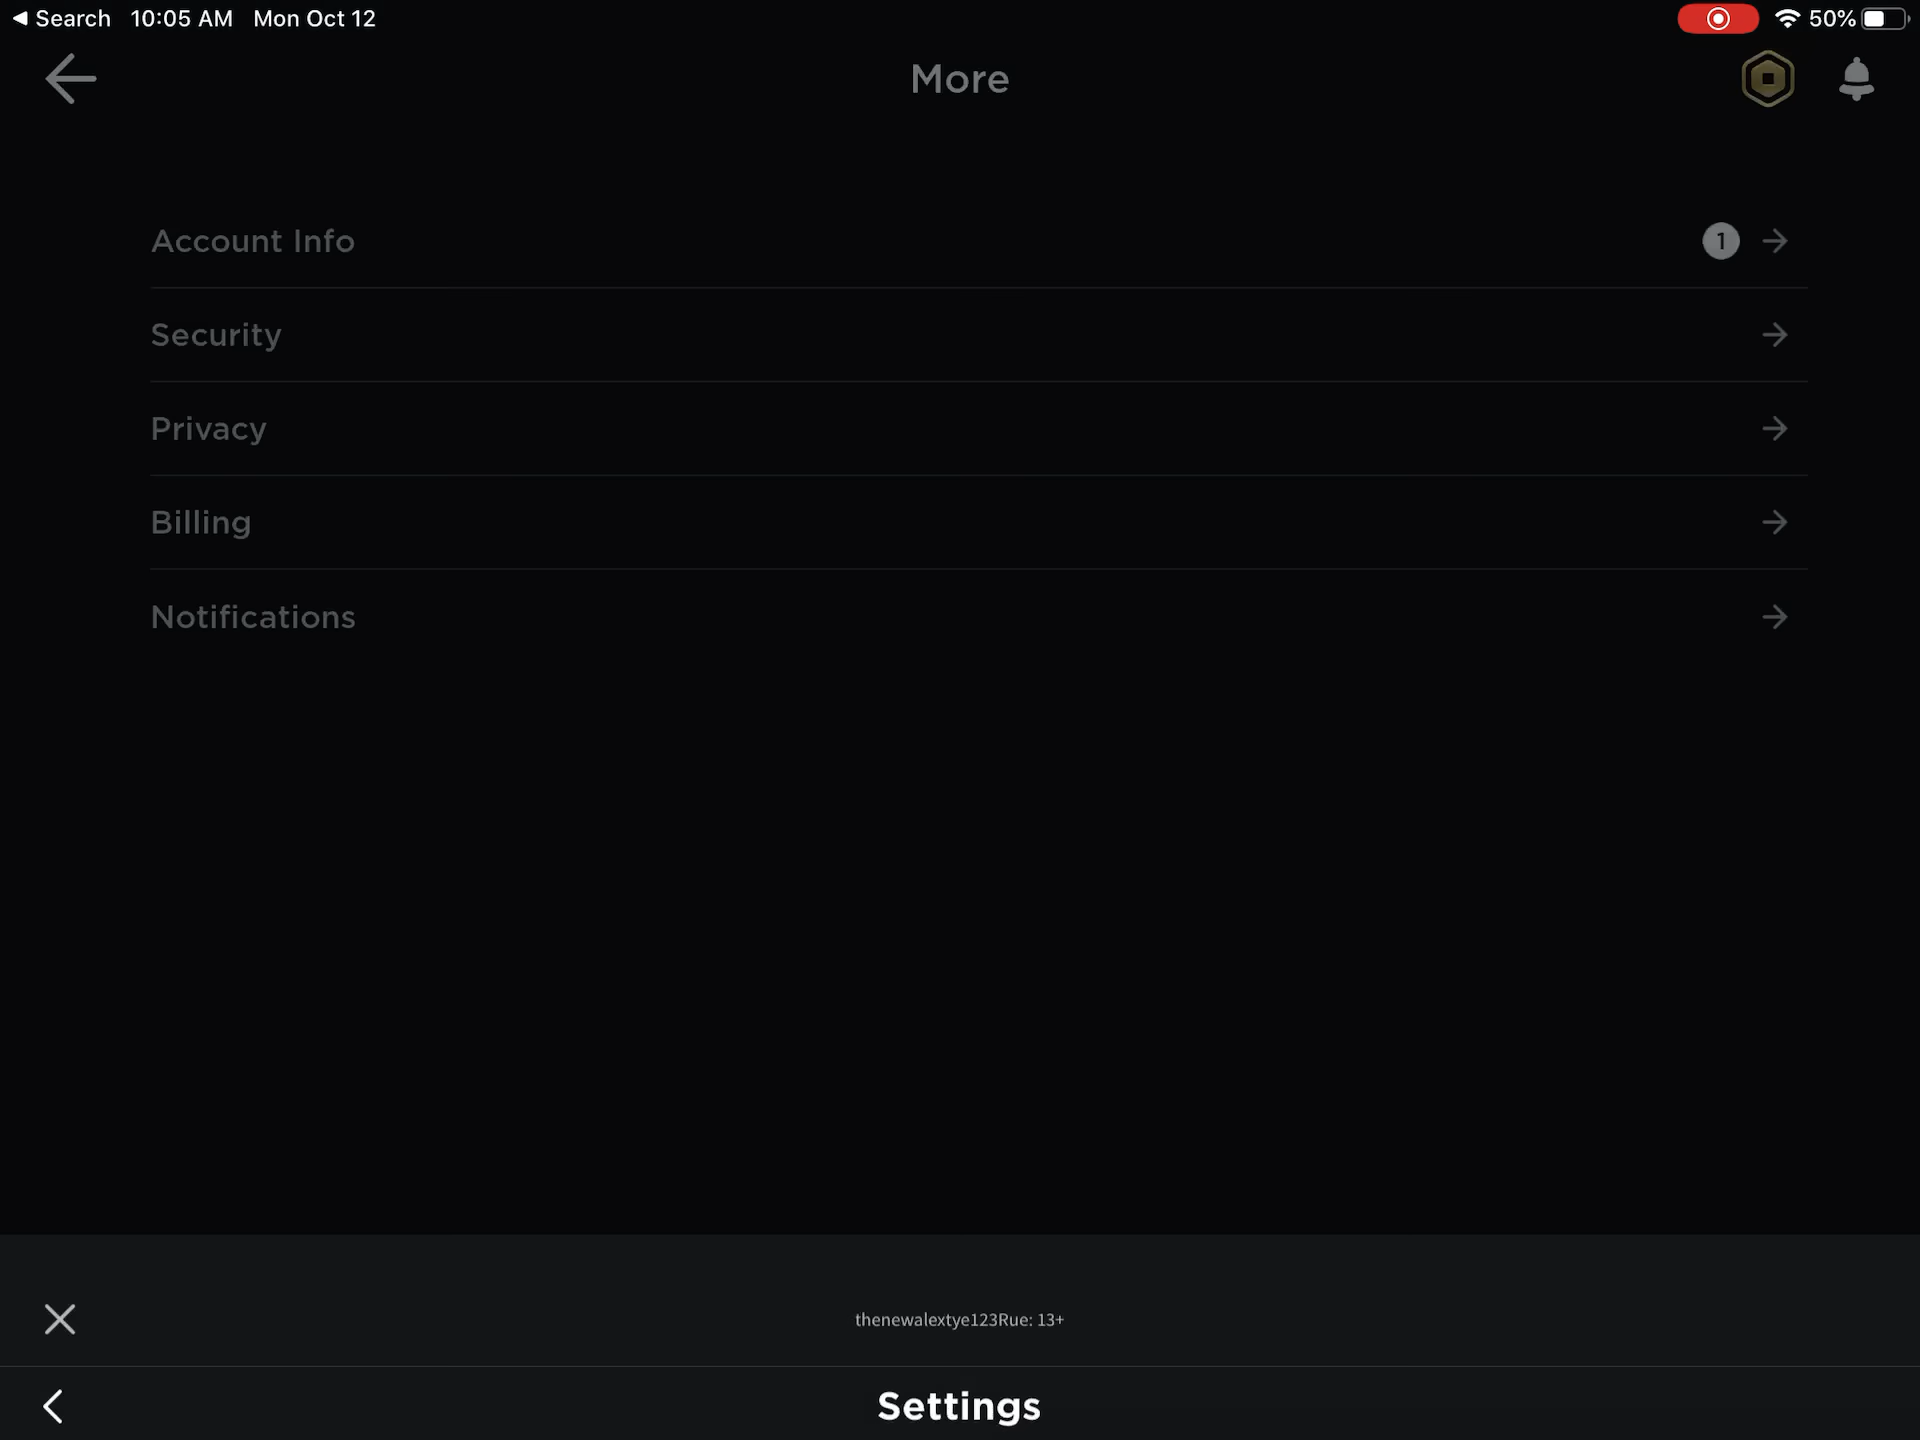 Search 10:05 AM Mon Oct 12 50%
More
Account Info 1
Security
Privacy
Billing
Notifications
thenewalextye123Rue: 13+
Settings